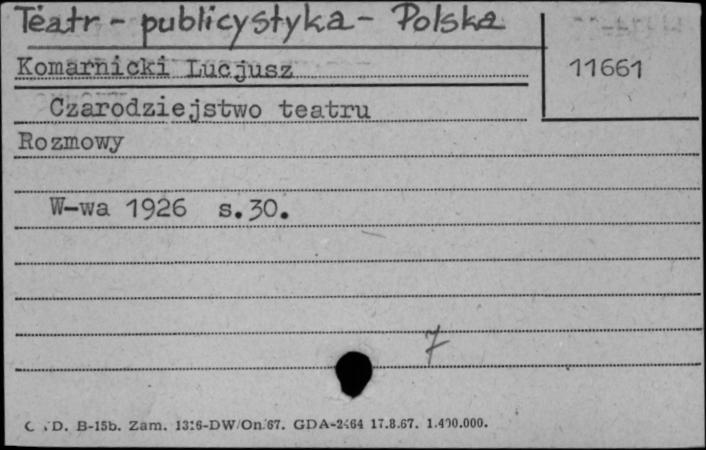 Teatr - publicystyka - Polska
Komarnicki Lucjusz
11661
Czarodziejstwo teatru
Rozmowy
W-wa 1926 s.30.
7
D. B-15b. Zam. 1316-DW/On/67. GDA-2464 17.8.67. 1.400.000.